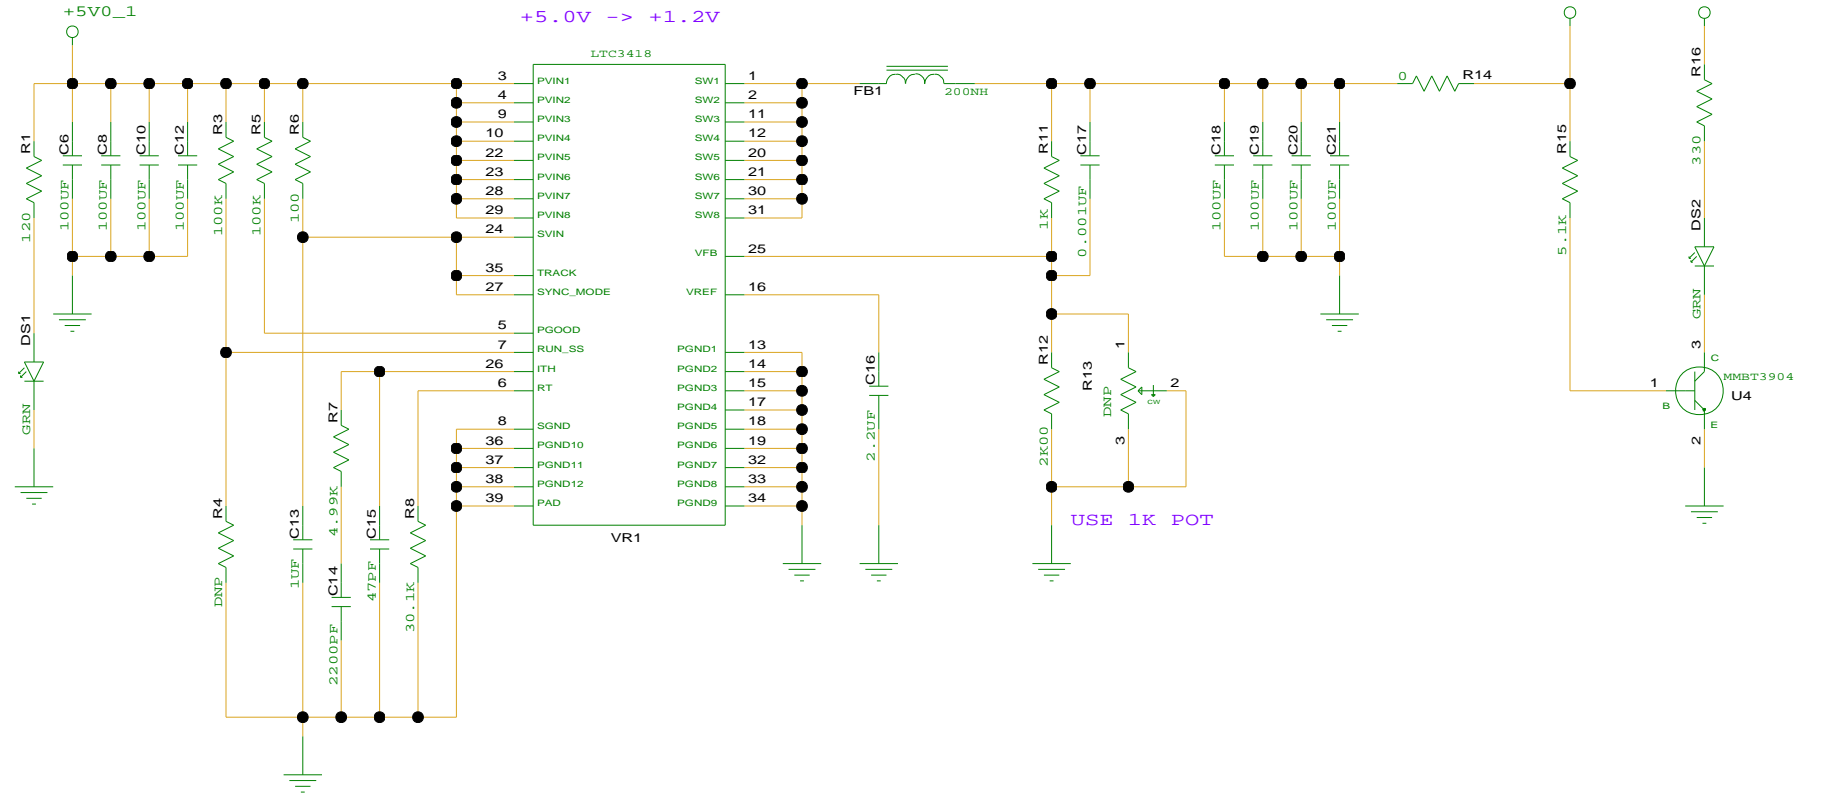 +5V0_1
+5.0V -> +1.2V
LTC3418
3 PVIN1 SW1 1
4 PVIN2 SW2 2
9 PVIN3 SW3 11
10 PVIN4 SW4 12
22 PVIN5 SW5 20
23 PVIN6 SW6 21
28 PVIN7 SW7 30
29 PVIN8 SW8 31
24 SVIN
VFB 25
35 TRACK
27 SYNC_MODE VREF 16
5 PGOOD
7 RUN_SS PGND1 13
26 ITH PGND2 14
6 RT PGND3 15
PGND4 17
8 SGND PGND5 18
36 PGND10 PGND6 19
37 PGND11 PGND7 32
38 PGND12 PGND8 33
39 PAD PGND9 34
VR1
R1
120
DS1
GRN
C6
100UF
C8
100UF
C10
100UF
C12
100UF
R3
100K
R5
100K
R6
100
R4
DNP
C13
1UF
R7
4.99K
C14
2200PF
C15
47PF
R8
30.1K
FB1
200NH
R11
1K
C17
0.001UF
C16
2.2UF
R12
2K00
R13
DNP
1
2
3
CW
USE 1K POT
C18
100UF
C19
100UF
C20
100UF
C21
100UF
0 R14
R15
5.1K
R16
330
DS2
GRN
3
C
MMBT3904
1
B
U4
E
2